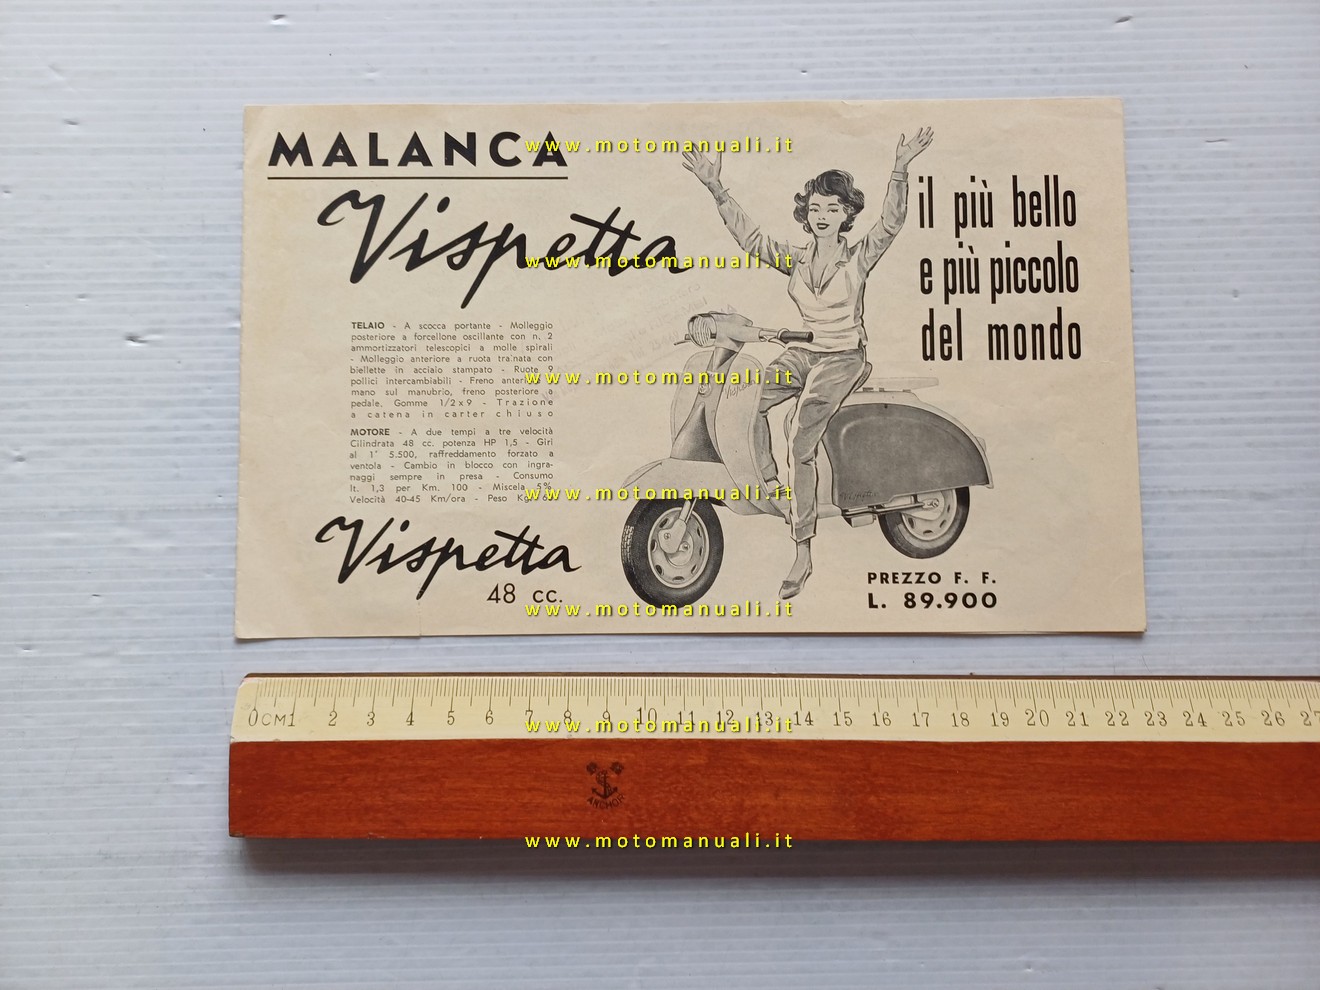 MALANCA
Vispetta
il più bello
e più piccolo
del mondo
TELAIO - A scocca portante - Molleggio
posteriore a forcellone oscillante con n. 2
ammortizzatori telescopici a molle spirali
- Molleggio anteriore a ruota trainata con
biellette in acciaio stampato - Ruote 9
pollici intercambiabili - Freno anteriore a
mano sul manubrio, freno posteriore a
pedale. Gomme 1/2x9 - Trazione
a catena in carter chiuso
MOTORE - A due tempi a tre velocità
Cilindrata 48 cc. potenza HP 1,5 - Giri
al 1" 5.500, raffreddamento forzato a
ventola - Cambio in blocco con ingra-
naggi sempre in presa - Consumo
lt. 1,3 per Km. 100 - Miscela 5%
Velocità 40-45 Km/ora - Peso
Vispetta
48 cc.
Vispetta
Vispetta
PREZZO F. F.
L. 89.900
www.motomanuali.it
www.motomanuali.it
www.motomanuali.it
www.motomanuali.it
www.motomanuali.it
www.motomanuali.it
www.motomanuali.it
0CM1 2 3 4 5 6 7 8 9 10 11 12 13 14 15 16 17 18 19 20 21 22 23 24 25 26 27
ANCHOR